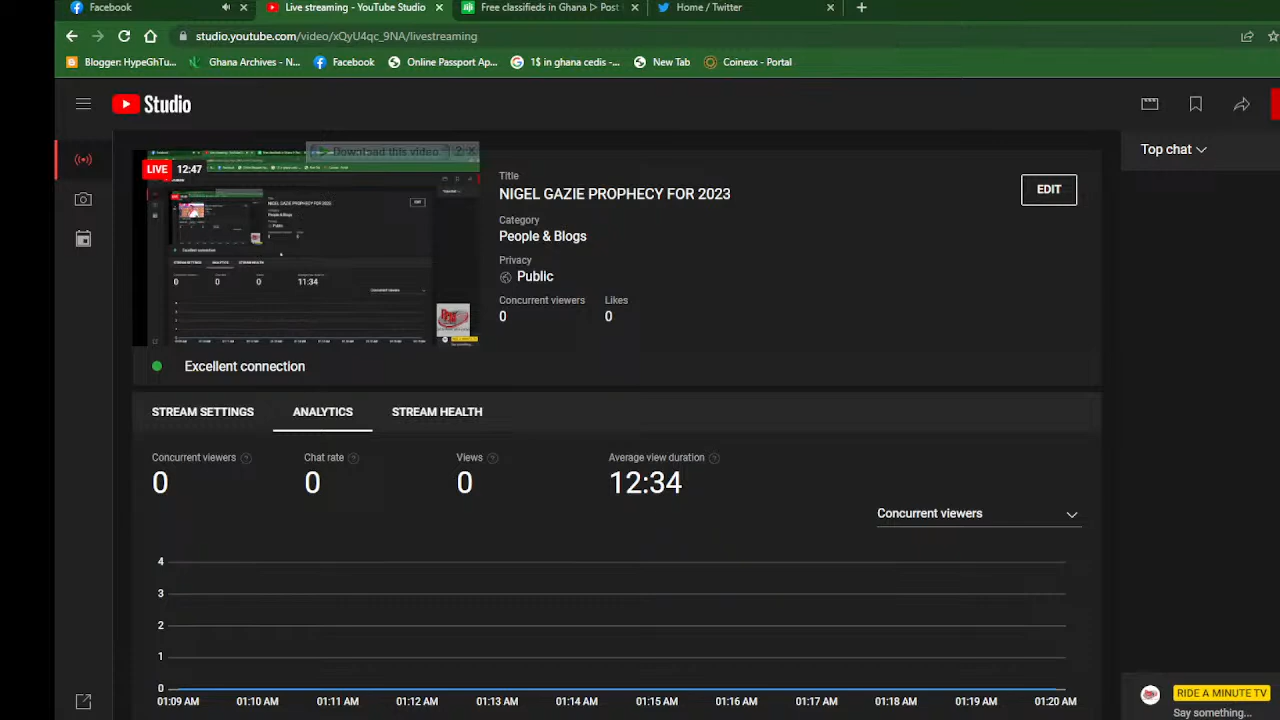 Facebook
Live streaming - YouTube Studio
Free classifieds in Ghana ▷ Post
Home / Twitter
studio.youtube.com/video/xQyU4qc_9NA/livestreaming
Blogger: HypeGhTu...
Ghana Archives - N...
Facebook
Online Passport Ap...
1$ in ghana cedis -...
New Tab
Coinexx - Portal
Studio
LIVE 12:47
Download this video ?
Title
NIGEL GAZIE PROPHECY FOR 2023
EDIT
Category
People & Blogs
Privacy
Public
Concurrent viewers Likes
0 0
Top chat
Excellent connection
STREAM SETTINGS ANALYTICS STREAM HEALTH
Concurrent viewers ? Chat rate ? Views ? Average view duration ?
0 0 0 12:34
Concurrent viewers
4
3
2
1
0
01:09 AM 01:10 AM 01:11 AM 01:12 AM 01:13 AM 01:14 AM 01:15 AM 01:16 AM 01:17 AM 01:18 AM 01:19 AM 01:20 AM
RIDE A MINUTE TV
Say something...